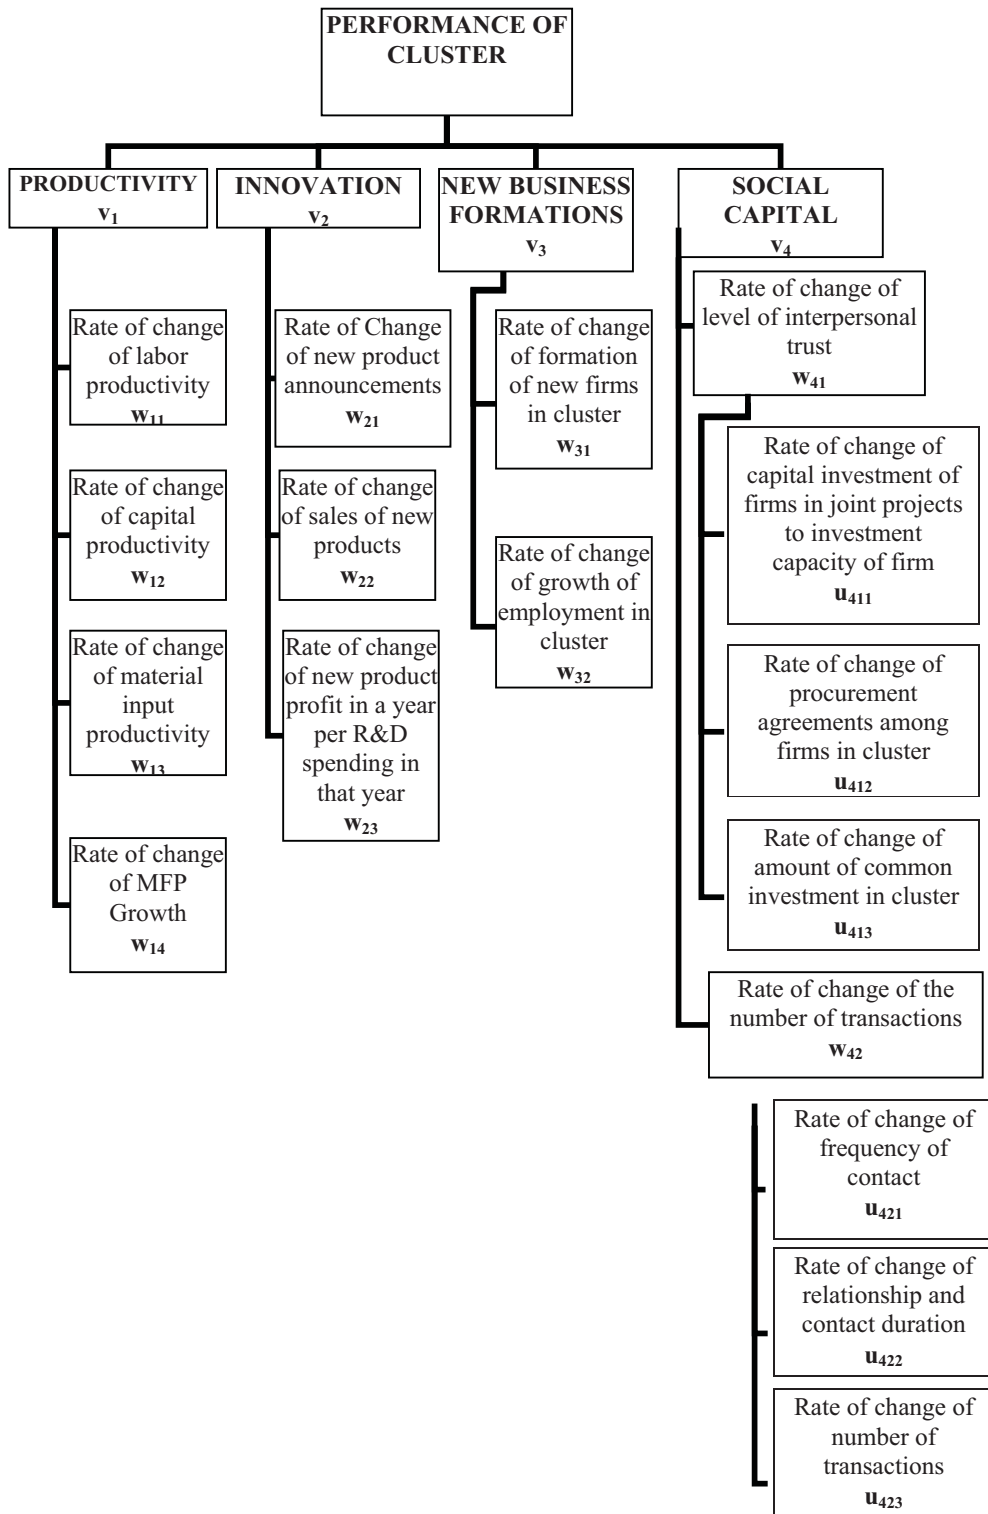 PERFORMANCE OF
CLUSTER
PRODUCTIVITY
v1
INNOVATION
v2
NEW BUSINESS
FORMATIONS
v3
SOCIAL
CAPITAL
v4
Rate of change
of labor
productivity
w11
Rate of change
of capital
productivity
w12
Rate of change
of material
input
productivity
w13
Rate of change
of MFP
Growth
w14
Rate of Change
of new product
announcements
w21
Rate of change
of sales of new
products
w22
Rate of change
of new product
profit in a year
per R&D
spending in
that year
w23
Rate of change
of formation
of new firms
in cluster
w31
Rate of change
of growth of
employment in
cluster
w32
Rate of change of
level of interpersonal
trust
w41
Rate of change of
capital investment of
firms in joint projects
to investment
capacity of firm
u411
Rate of change of
procurement
agreements among
firms in cluster
u412
Rate of change of
amount of common
investment in cluster
u413
Rate of change of the
number of transactions
w42
Rate of change of
frequency of
contact
u421
Rate of change of
relationship and
contact duration
u422
Rate of change of
number of
transactions
u423